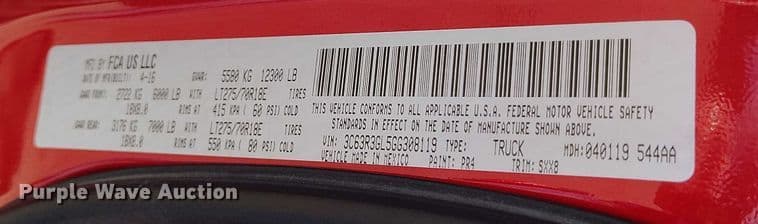 MFD BY FCA US LLC
DATE OF MFR(BUILT) 4-16 GVWR: 5580 KG 12300 LB
GAWR FRONT: 2722 KG 6000 LB WITH LT275/70R18E
18X8.0 RIMS AT 415 KPA ( 60 PSI) COLD
GAWR REAR: 3176 KG 7000 LB WITH LT275/70R18E
18X8.0 RIMS AT 550 KPA ( 80 PSI) COLD
THIS VEHICLE CONFORMS TO ALL APPLICABLE U.S.A. FEDERAL MOTOR VEHICLE SAFETY
STANDARDS IN EFFECT ON THE DATE OF MANUFACTURE SHOWN ABOVE.
VIN: 3C63R3GL5GG308119 TYPE: TRUCK MDH:040119 544AA
VEHICLE MADE IN MEXICO PAINT: PR4 TRIM: SXX8
Purple Wave Auction